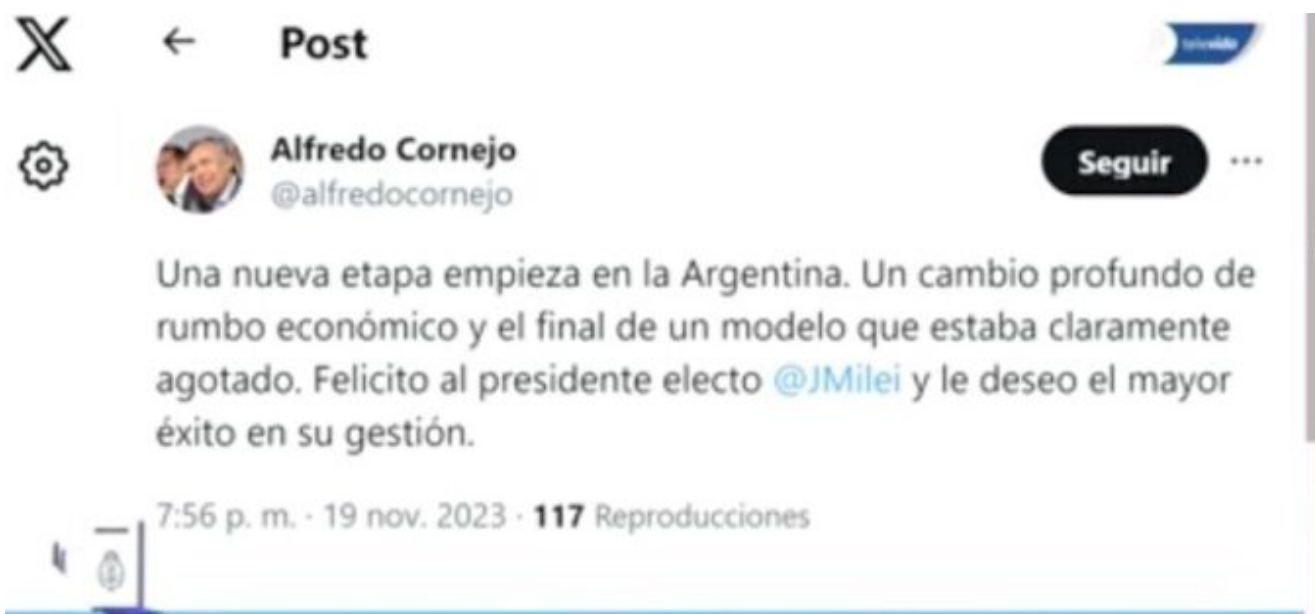 Post
Alfredo Cornejo
@alfredocornejo
Seguir
Una nueva etapa empieza en la Argentina. Un cambio profundo de
rumbo económico y el final de un modelo que estaba claramente
agotado. Felicito al presidente electo @JMilei y le deseo el mayor
éxito en su gestión.
7:56 p. m. · 19 nov. 2023 · 117 Reproducciones